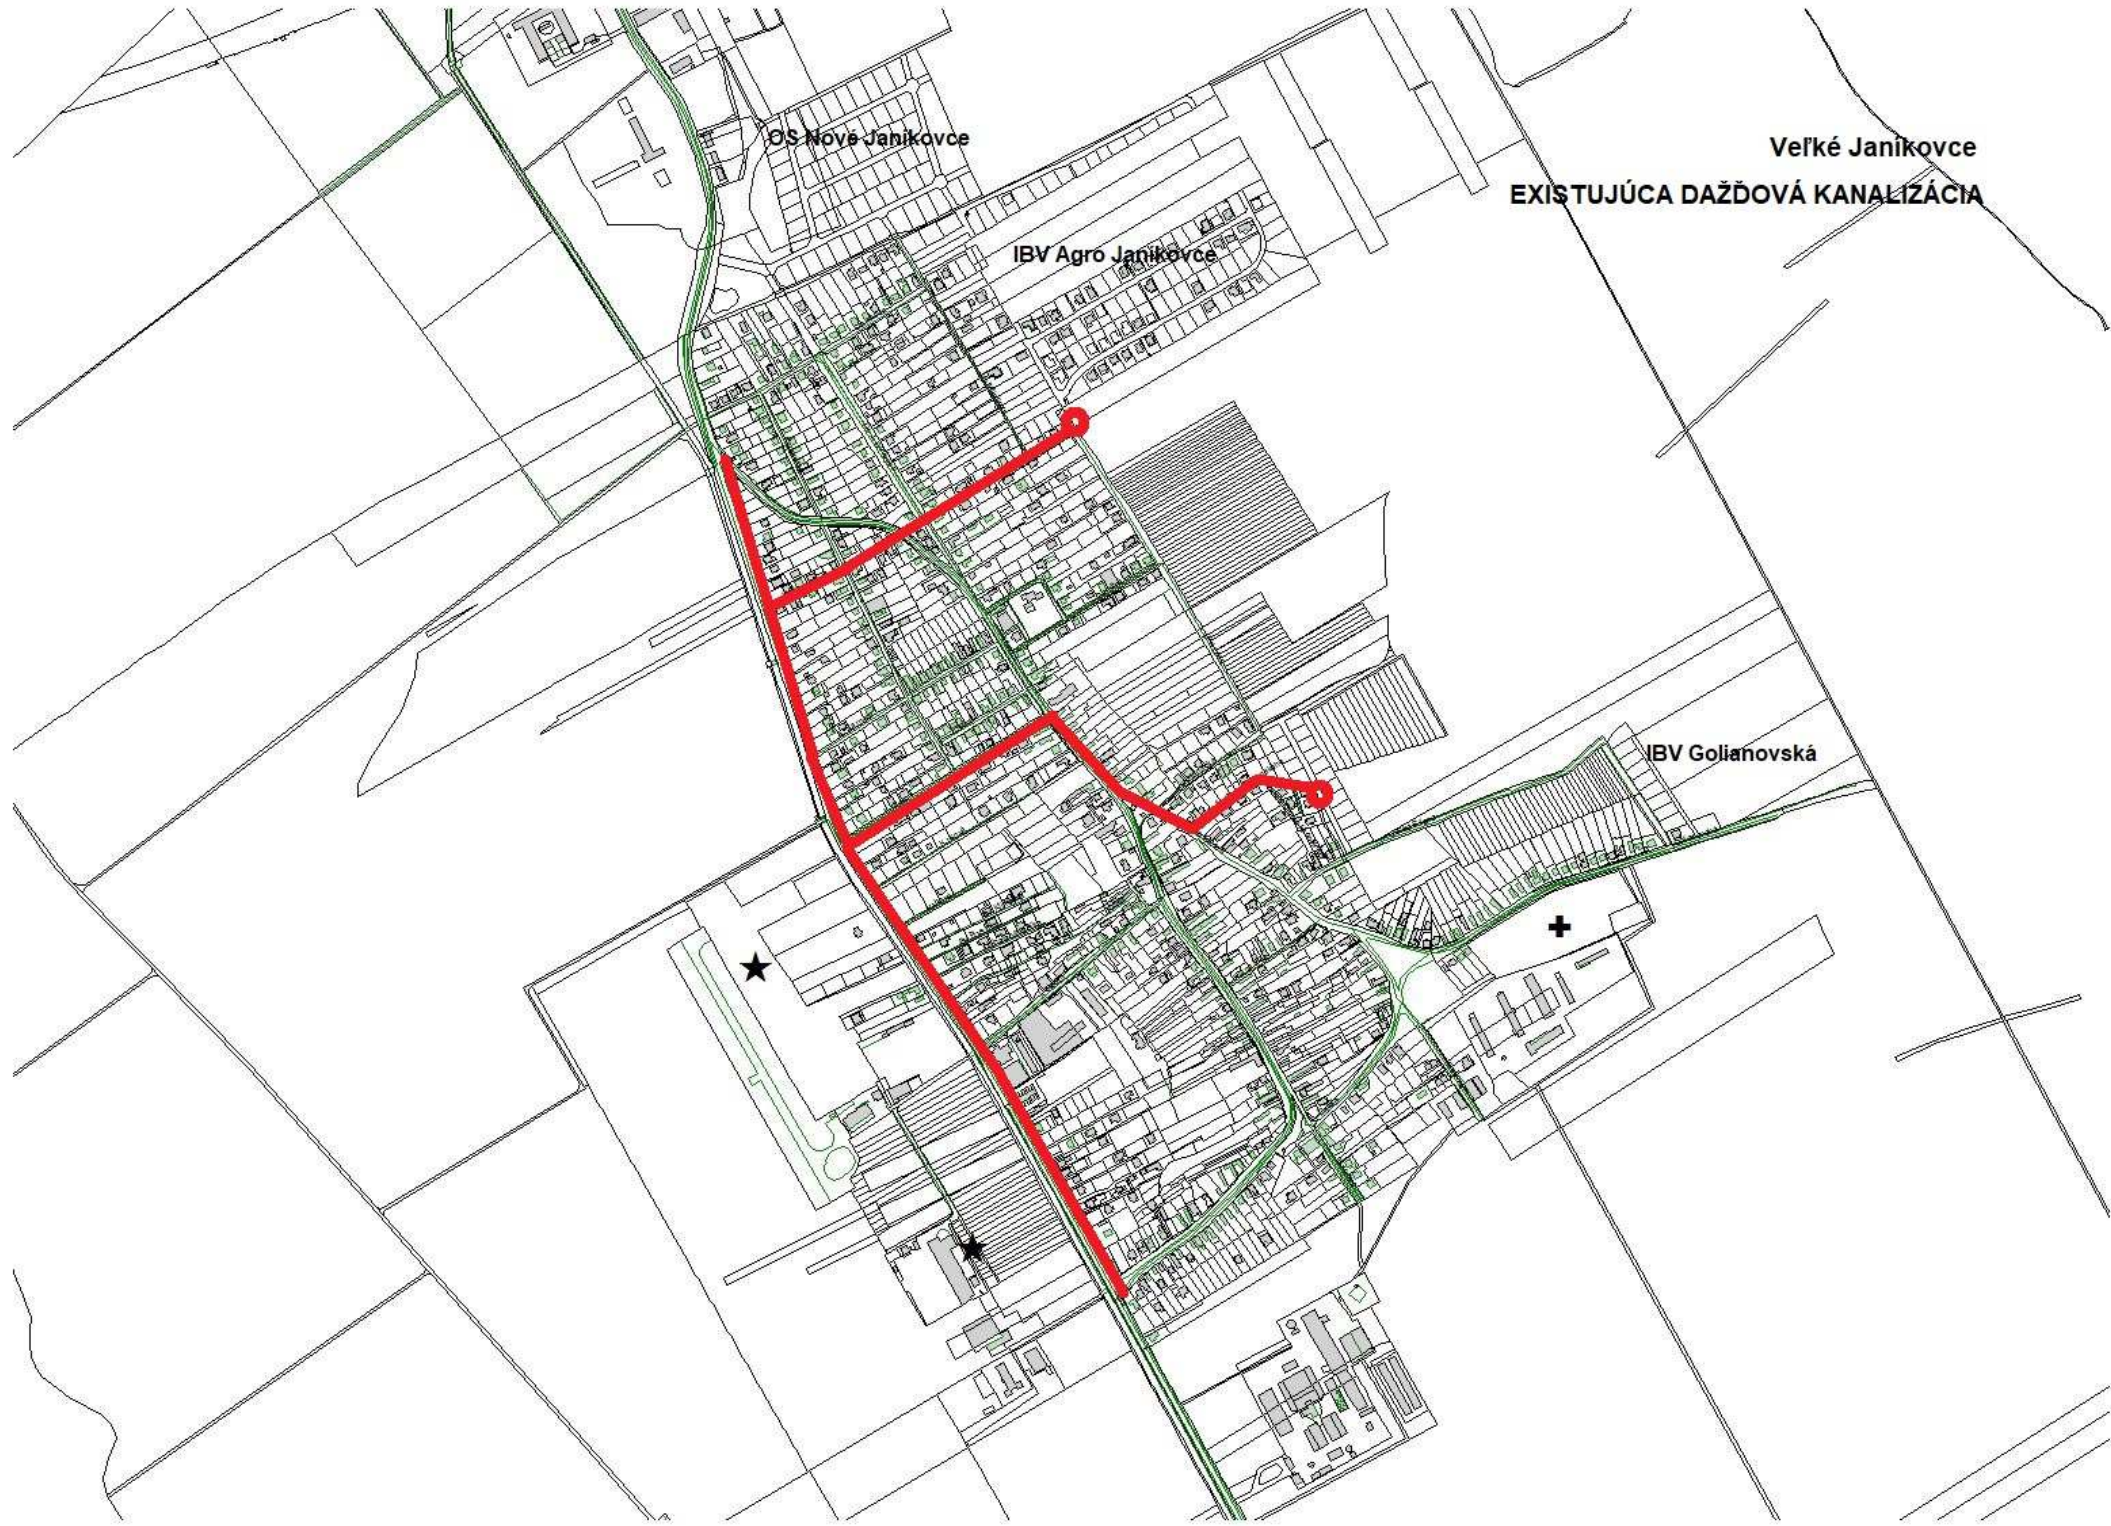 OS Nové Janíkovce
Veľké Janíkovce
EXISTUJÚCA DAŽĎOVÁ KANALIZÁCIA
IBV Agro Janíkovce
IBV Golianovská